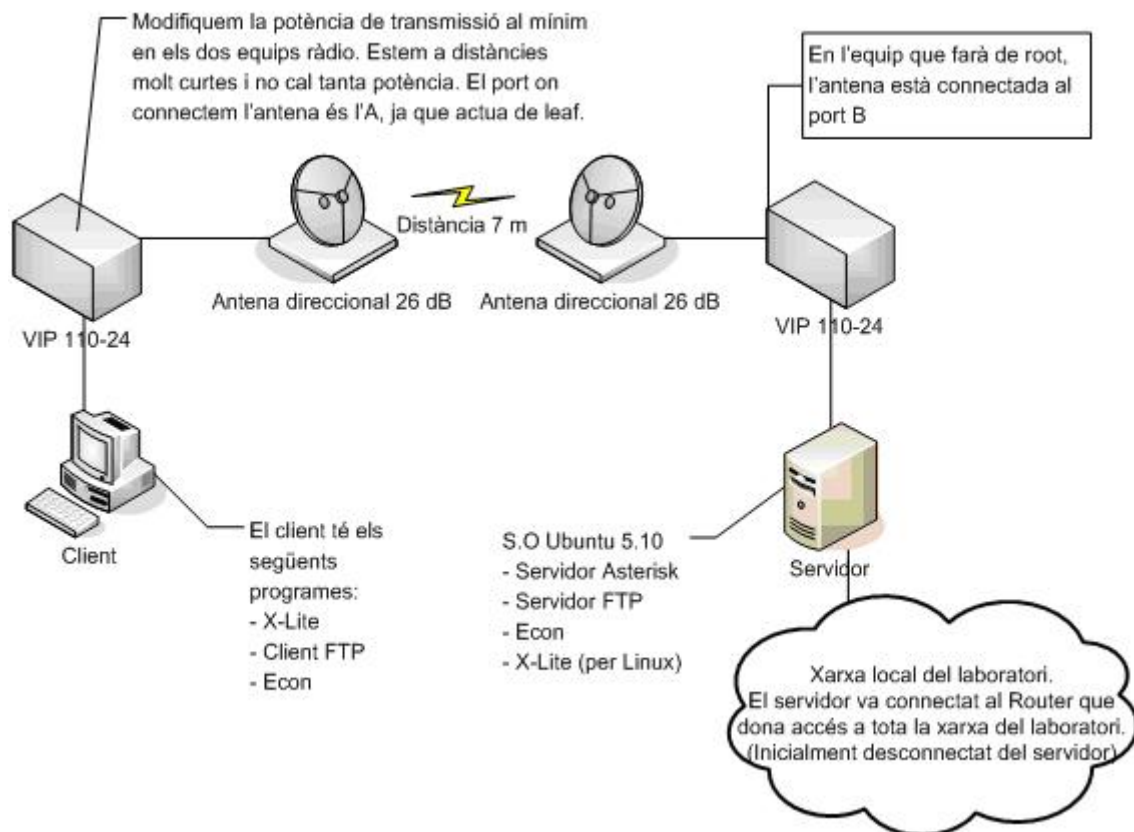 Modifiquem la potència de transmissió al mínim
en els dos equips ràdio. Estem a distàncies
molt curtes i no cal tanta potència. El port on
connectem l'antena és l'A, ja que actua de leaf.
En l'equip que farà de root,
l'antena està connectada al
port B
Distància 7 m
Antena direccional 26 dB
Antena direccional 26 dB
VIP 110-24
VIP 110-24
Client
El client té els
següents
programes:
- X-Lite
- Client FTP
- Econ
S.O Ubuntu 5.10
- Servidor Asterisk
- Servidor FTP
- Econ
- X-Lite (per Linux)
Servidor
Xarxa local del laboratori.
El servidor va connectat al Router que
dona accés a tota la xarxa del laboratori.
(Inicialment desconnectat del servidor)